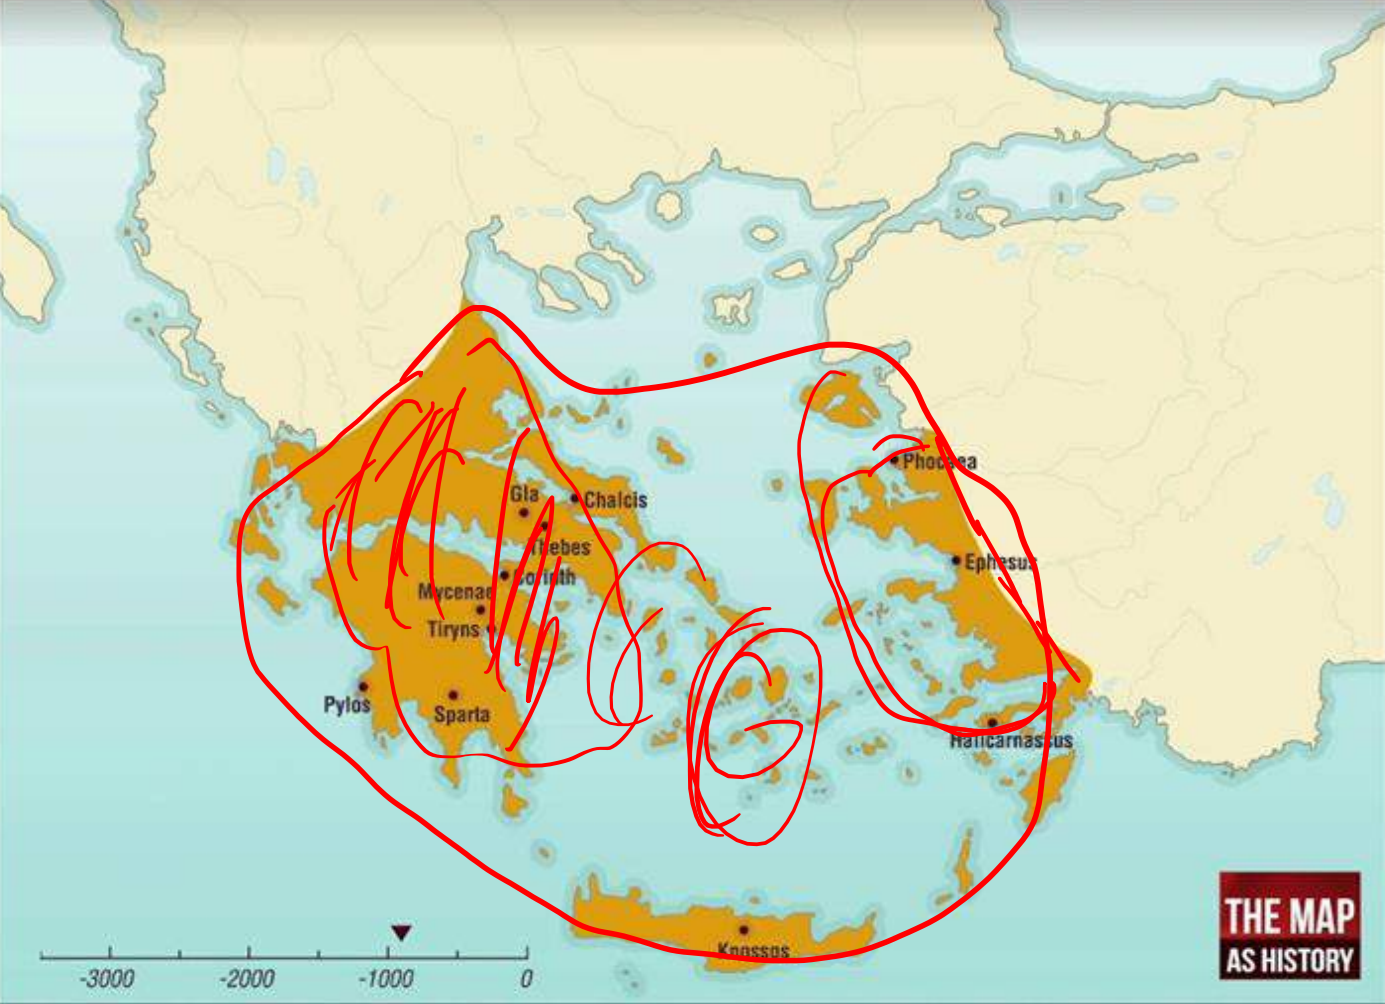 Phocaea
Gla
Chalcis
Thebes
Corinth
Ephesus
Mycenae
Tiryns
Pylos
Sparta
Halicarnassus
Knossos
-3000 -2000 -1000 0
THE MAP
AS HISTORY